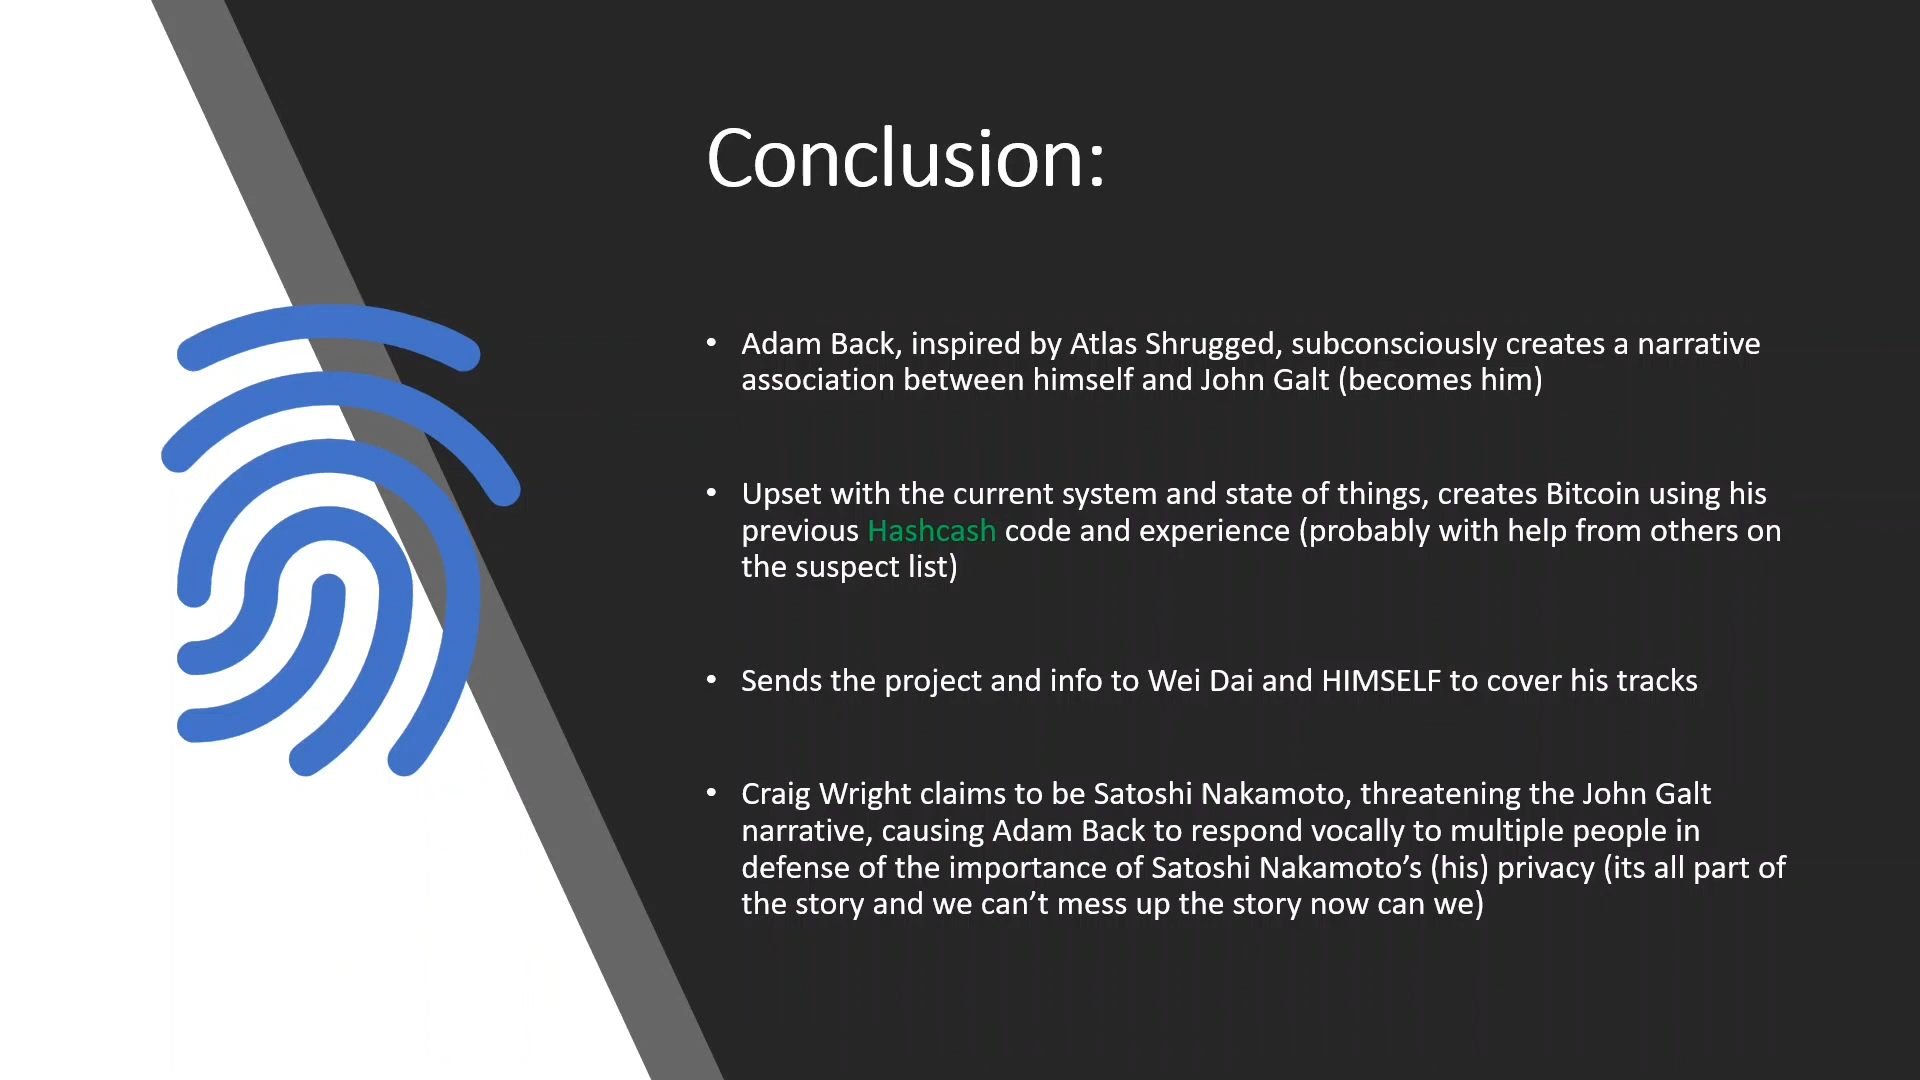 Conclusion:
• Adam Back, inspired by Atlas Shrugged, subconsciously creates a narrative
association between himself and John Galt (becomes him)
• Upset with the current system and state of things, creates Bitcoin using his
previous Hashcash code and experience (probably with help from others on
the suspect list)
• Sends the project and info to Wei Dai and HIMSELF to cover his tracks
• Craig Wright claims to be Satoshi Nakamoto, threatening the John Galt
narrative, causing Adam Back to respond vocally to multiple people in
defense of the importance of Satoshi Nakamoto’s (his) privacy (its all part of
the story and we can’t mess up the story now can we)